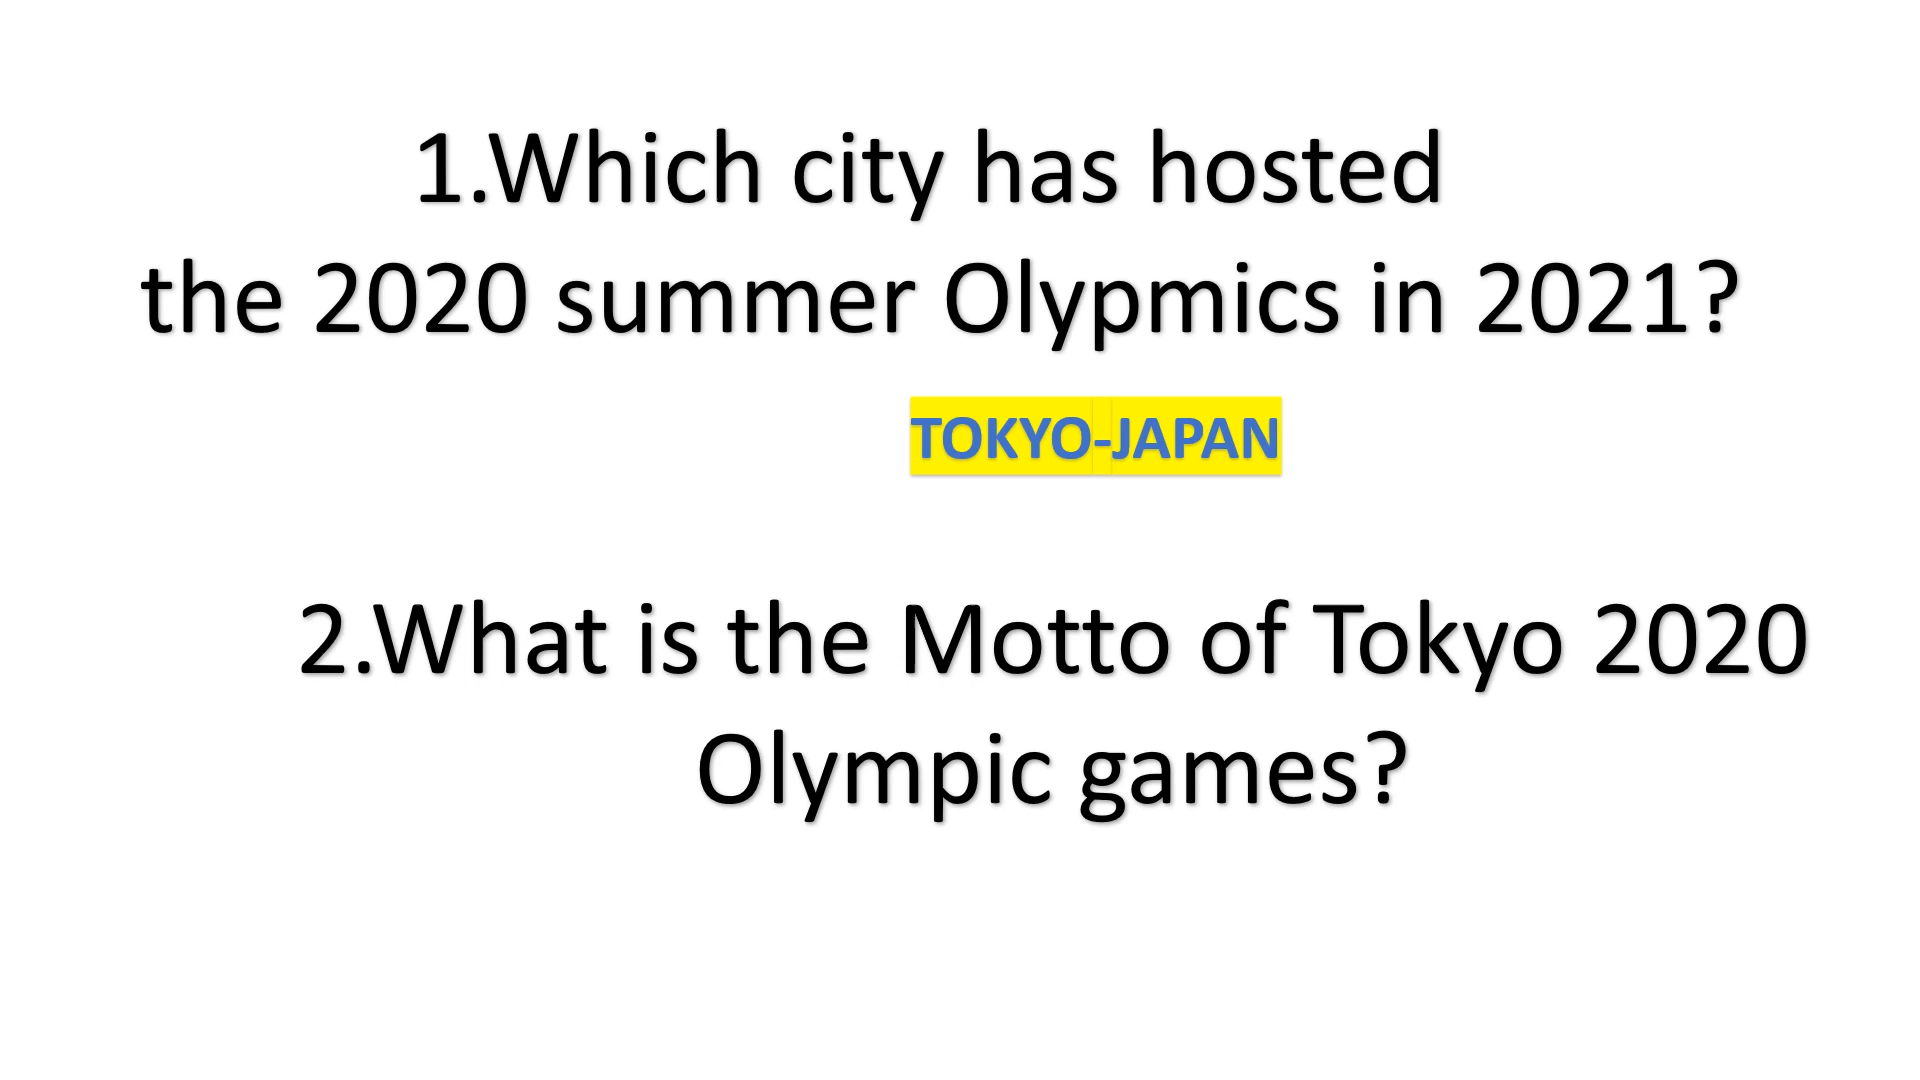 1.Which city has hosted
the 2020 summer Olypmics in 2021?
TOKYO-JAPAN
2.What is the Motto of Tokyo 2020
Olympic games?